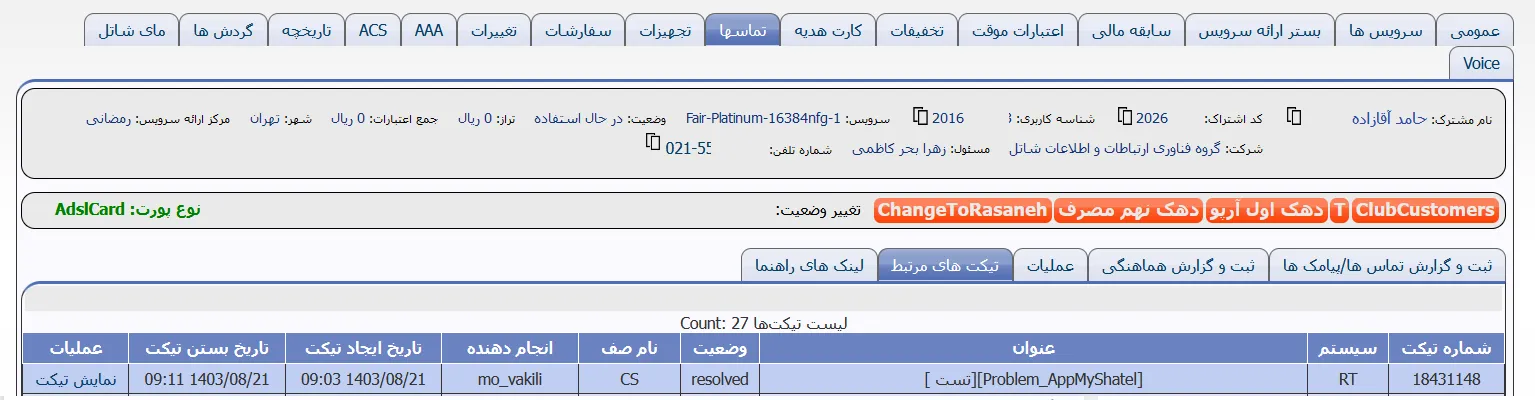 عمومی سرویس ها بستر ارائه سرویس سابقه مالی اعتبارات موقت تخفیفات کارت هدیه تماسها تجهیزات سفارشات تغییرات AAA ACS تاریخچه گردش ها مای شاتل
Voice
نام مشترک: حامد آقازاده کد اشتراک: 2026 شناسه کاربری: 2016 سرویس: Fair-Platinum-16384nfg-1 وضعیت: در حال استفاده تراز: 0 ریال جمع اعتبارات: 0 ریال شهر: تهران مرکز ارائه سرویس: رمضانی
شرکت: گروه فناوری ارتباطات و اطلاعات شاتل مسئول: زهرا بحر کاظمی شماره تلفن: 021-55
ClubCustomers T دهک اول آرپو دهک نهم مصرف ChangeToRasaneh تغییر وضعیت: نوع پورت: AdslCard
ثبت و گزارش تماس ها/پیامک ها ثبت و گزارش هماهنگی عملیات تیکت های مرتبط لینک های راهنما
لیست تیکت‌ها Count: 27
شماره تیکت سیستم عنوان وضعیت نام صف انجام دهنده تاریخ ایجاد تیکت تاریخ بستن تیکت عملیات
18431148 RT [Problem_AppMyShatel][تست ] resolved CS mo_vakili 1403/08/21 09:03 1403/08/21 09:11 نمایش تیکت